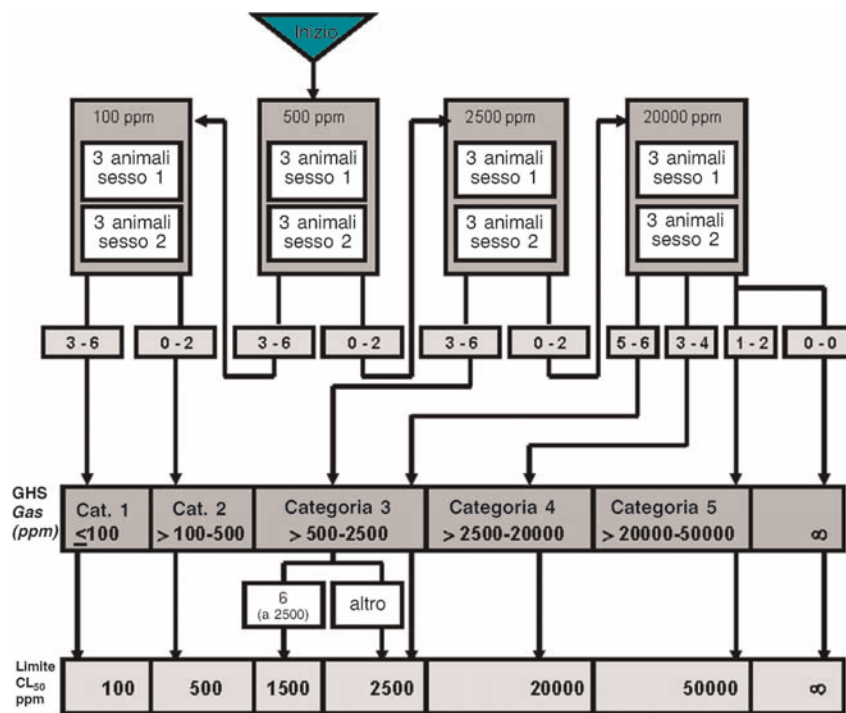 Inizio
100 ppm
500 ppm
2500 ppm
20000 ppm
3 animali
sesso 1
3 animali
sesso 1
3 animali
sesso 1
3 animali
sesso 1
3 animali
sesso 2
3 animali
sesso 2
3 animali
sesso 2
3 animali
sesso 2
3 - 6
0 - 2
3 - 6
0 - 2
3 - 6
0 - 2
5 - 6
3 - 4
1 - 2
0 - 0
GHS
Gas
(ppm)
Cat. 1
≤100
Cat. 2
> 100-500
Categoria 3
> 500-2500
Categoria 4
> 2500-20000
Categoria 5
> 20000-50000
∞
6
(a 2500)
altro
Limite
CL50
ppm
100
500
1500
2500
20000
50000
∞